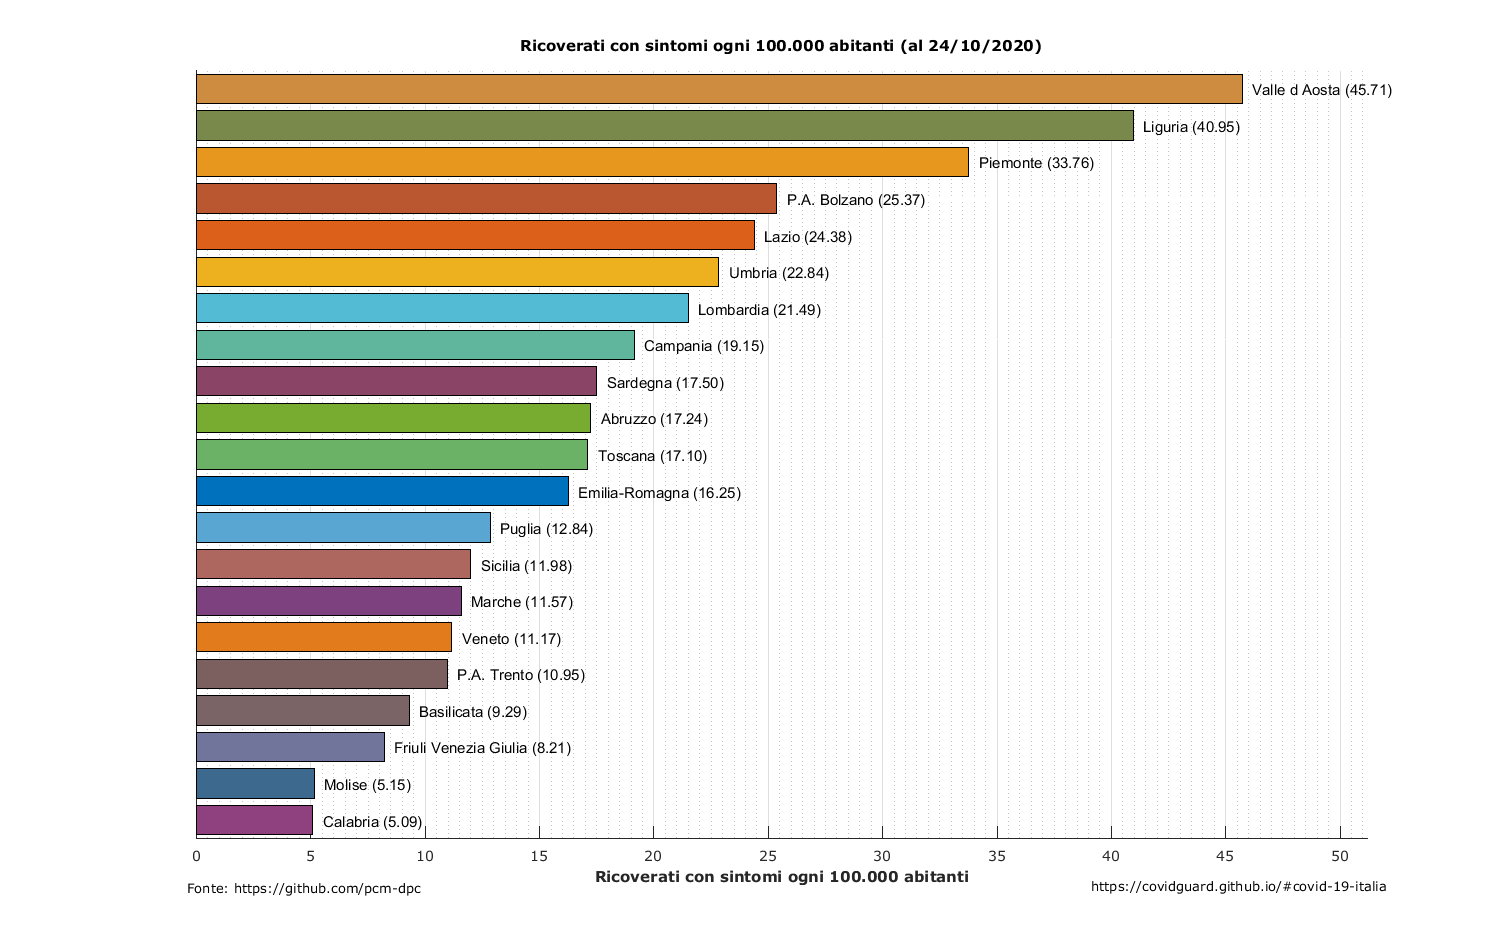 Ricoverati con sintomi ogni 100.000 abitanti (al 24/10/2020)
Valle d Aosta (45.71)
Liguria (40.95)
Piemonte (33.76)
P.A. Bolzano (25.37)
Lazio (24.38)
Umbria (22.84)
Lombardia (21.49)
Campania (19.15)
Sardegna (17.50)
Abruzzo (17.24)
Toscana (17.10)
Emilia-Romagna (16.25)
Puglia (12.84)
Sicilia (11.98)
Marche (11.57)
Veneto (11.17)
P.A. Trento (10.95)
Basilicata (9.29)
Friuli Venezia Giulia (8.21)
Molise (5.15)
Calabria (5.09)
0 5 10 15 20 25 30 35 40 45 50
Ricoverati con sintomi ogni 100.000 abitanti
Fonte: https://github.com/pcm-dpc
https://covidguard.github.io/#covid-19-italia